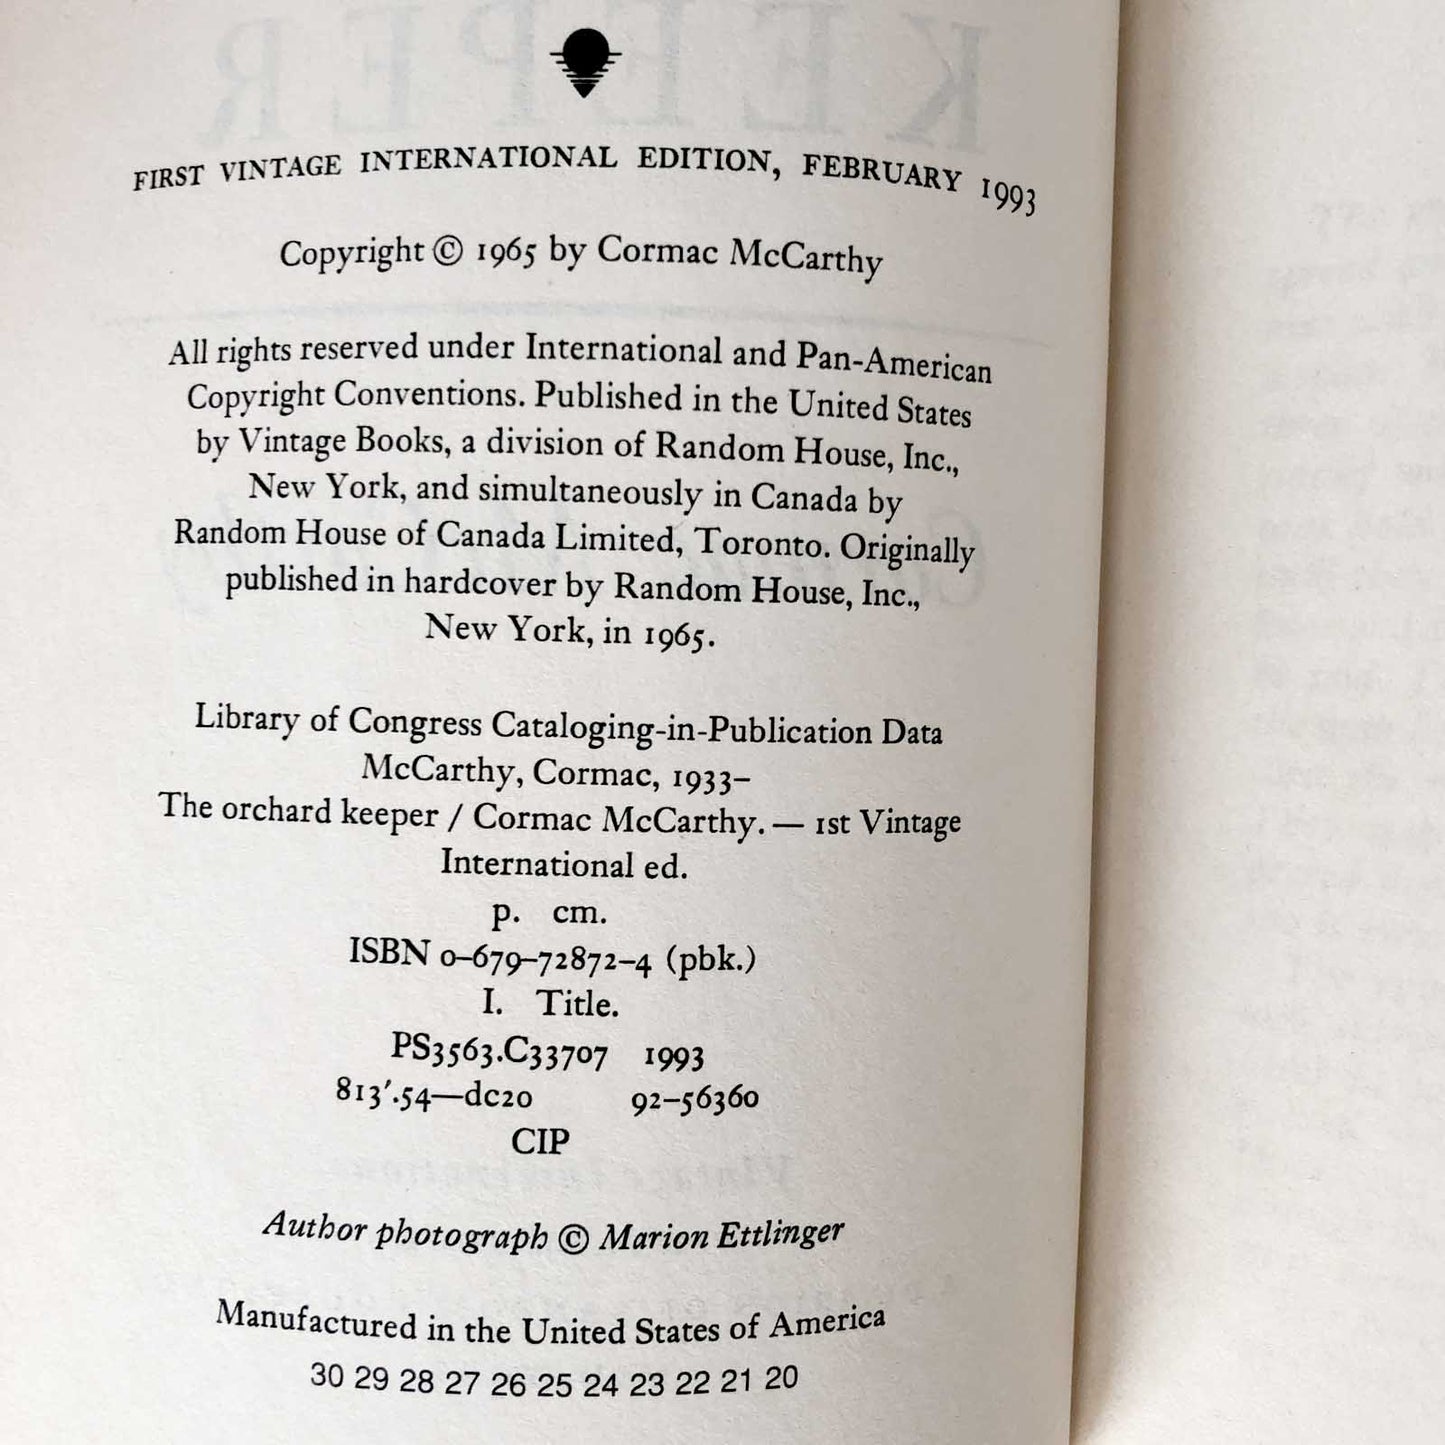 FIRST VINTAGE INTERNATIONAL EDITION, FEBRUARY 1993
Copyright © 1965 by Cormac McCarthy
All rights reserved under International and Pan-American
Copyright Conventions. Published in the United States
by Vintage Books, a division of Random House, Inc.,
New York, and simultaneously in Canada by
Random House of Canada Limited, Toronto. Originally
published in hardcover by Random House, Inc.,
New York, in 1965.
Library of Congress Cataloging-in-Publication Data
McCarthy, Cormac, 1933–
The orchard keeper / Cormac McCarthy. — 1st Vintage
International ed.
p. cm.
ISBN 0–679–72872–4 (pbk.)
I. Title.
PS3563.C33707 1993
813′.54—dc20 92–56360
CIP
Author photograph © Marion Ettlinger
Manufactured in the United States of America
30 29 28 27 26 25 24 23 22 21 20